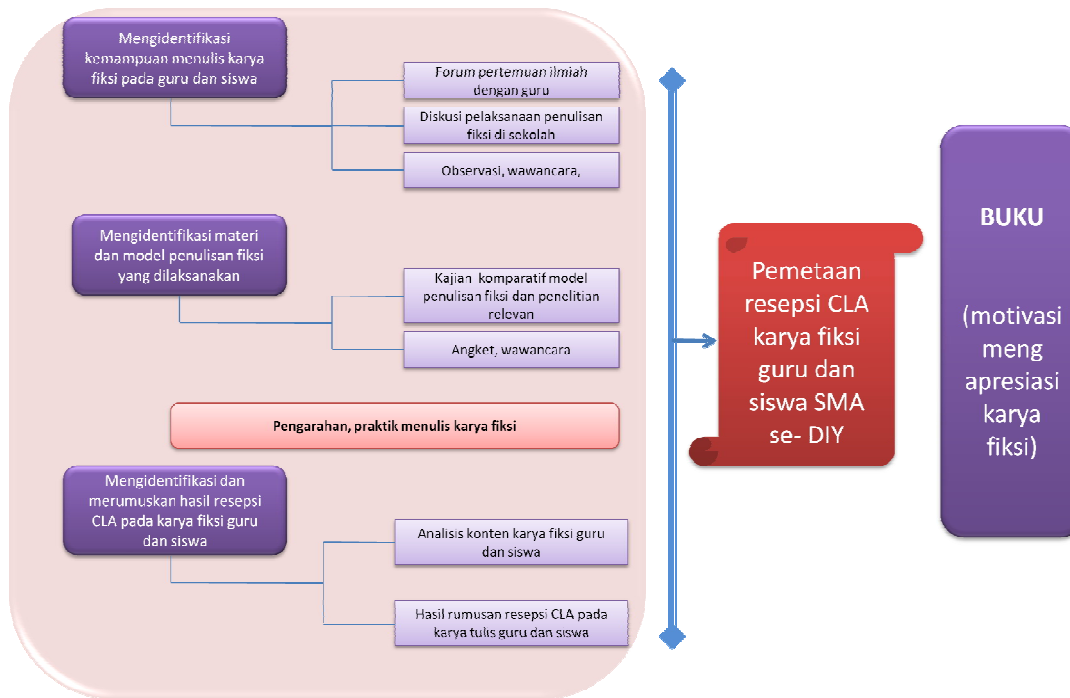 Mengidentifikasi
kemampuan menulis karya
fiksi pada guru dan siswa
Forum pertemuan ilmiah
dengan guru
Diskusi pelaksanaan penulisan
fiksi di sekolah
Observasi, wawancara,
Mengidentifikasi materi
dan model penulisan fiksi
yang dilaksanakan
Kajian komparatif model
penulisan fiksi dan penelitian
relevan
Angket, wawancara
Pengarahan, praktik menulis karya fiksi
Mengidentifikasi dan
merumuskan hasil resepsi
CLA pada karya fiksi guru
dan siswa
Analisis konten karya fiksi guru
dan siswa
Hasil rumusan resepsi CLA pada
karya tulis guru dan siswa
Pemetaan
resepsi CLA
karya fiksi
guru dan
siswa SMA
se- DIY
BUKU
(motivasi
meng
apresiasi
karya
fiksi)